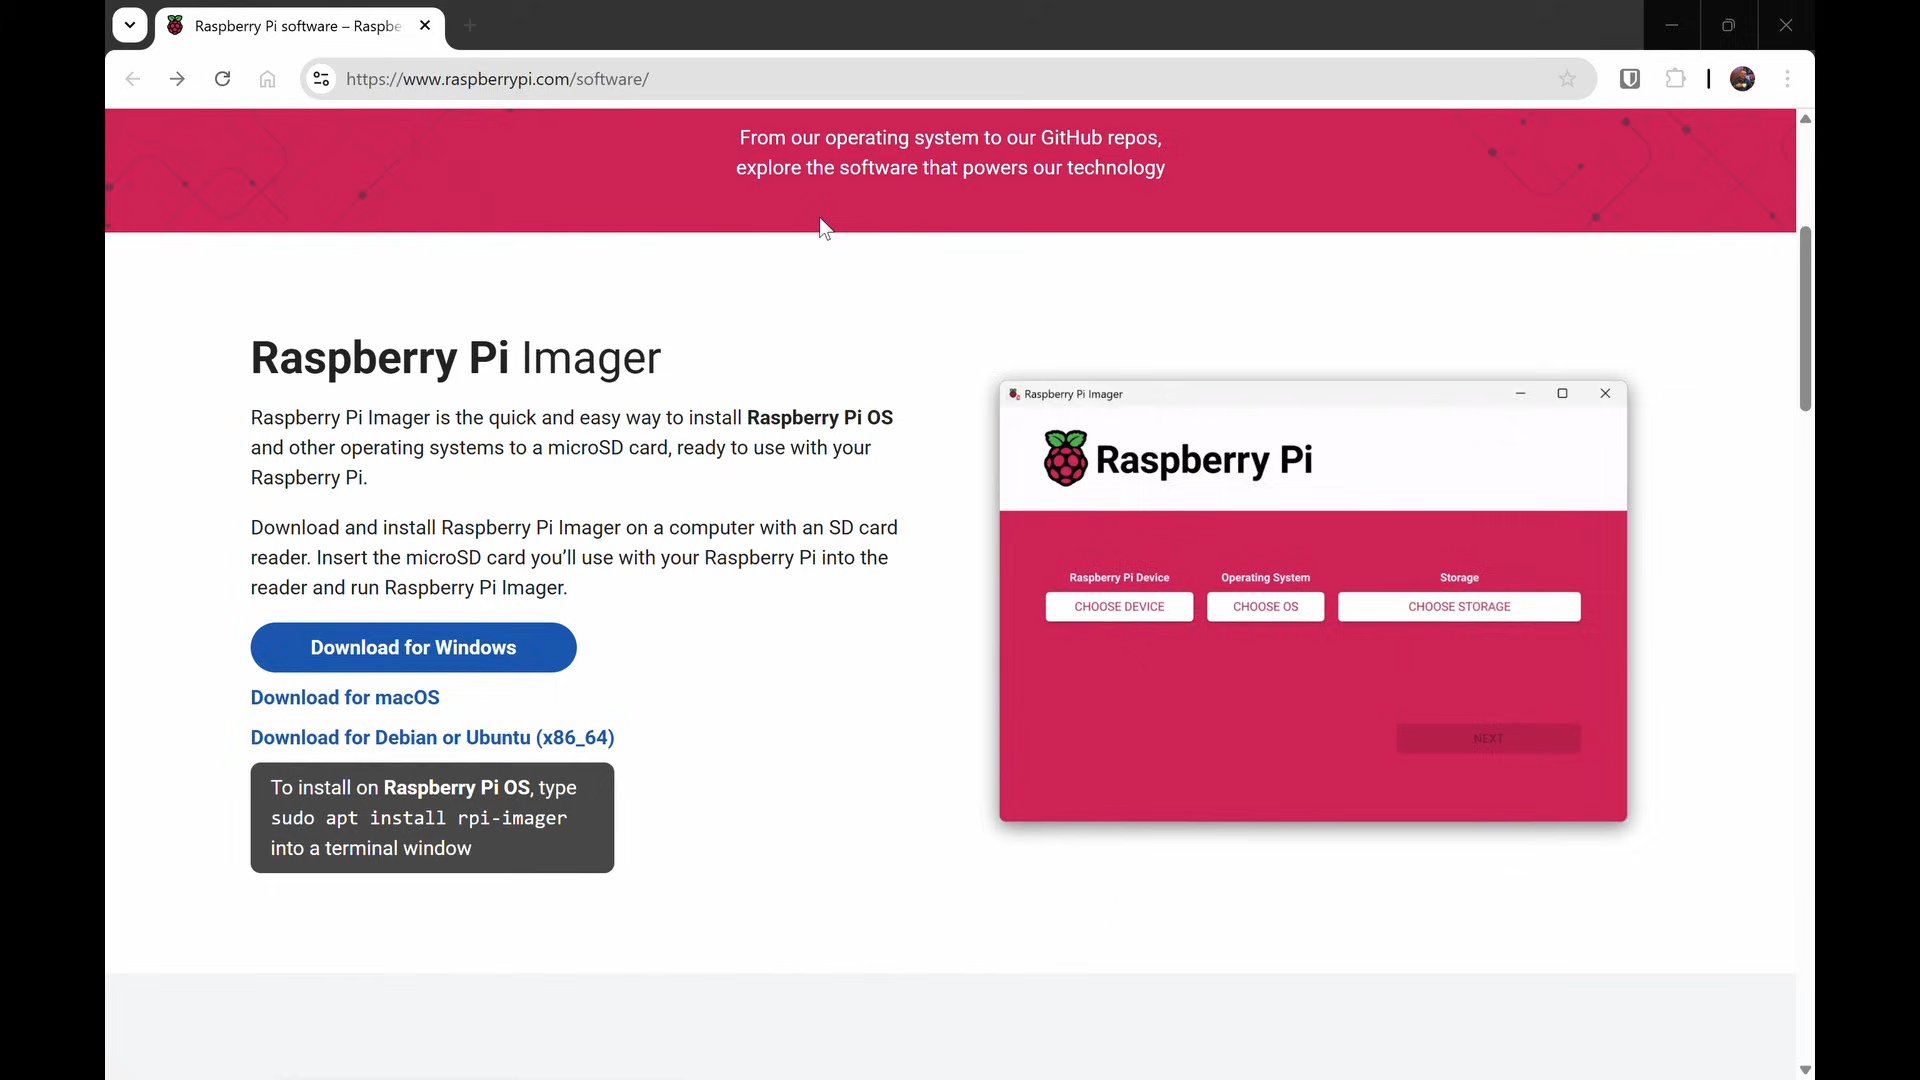 Raspberry Pi software – Raspbe
https://www.raspberrypi.com/software/
From our operating system to our GitHub repos,
explore the software that powers our technology
Raspberry Pi Imager
Raspberry Pi Imager is the quick and easy way to install Raspberry Pi OS
and other operating systems to a microSD card, ready to use with your
Raspberry Pi.
Download and install Raspberry Pi Imager on a computer with an SD card
reader. Insert the microSD card you’ll use with your Raspberry Pi into the
reader and run Raspberry Pi Imager.
Download for Windows
Download for macOS
Download for Debian or Ubuntu (x86_64)
To install on Raspberry Pi OS, type
sudo apt install rpi-imager
into a terminal window
Raspberry Pi Imager
Raspberry Pi
Raspberry Pi Device Operating System Storage
CHOOSE DEVICE CHOOSE OS CHOOSE STORAGE
NEXT